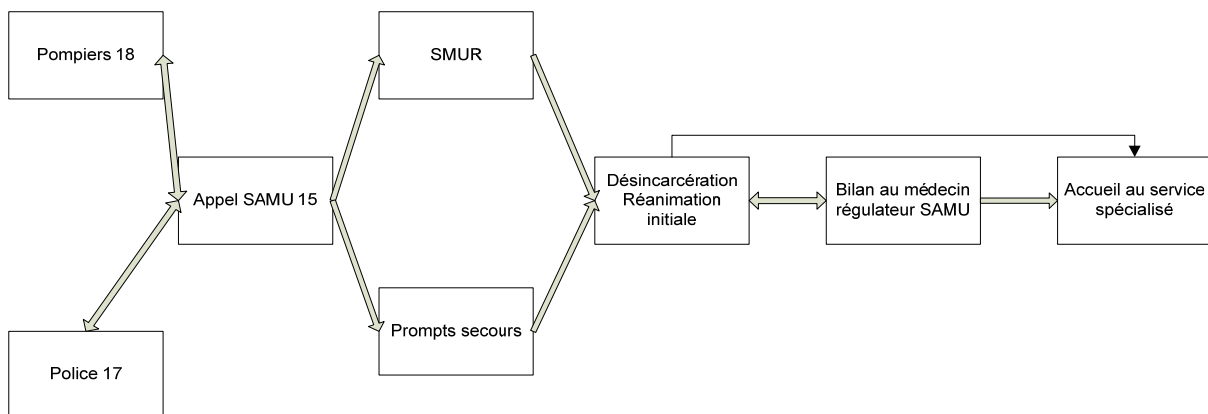 Pompiers 18
SMUR
Appel SAMU 15
Désincarcération
Réanimation
initiale
Bilan au médecin
régulateur SAMU
Accueil au service
spécialisé
Prompts secours
Police 17